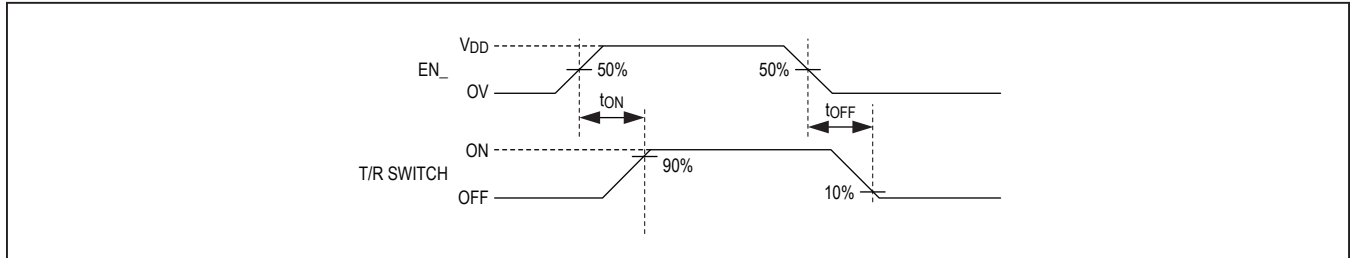 VDD
EN_
50%
50%
OV
tON
tOFF
ON
T/R SWITCH
90%
OFF
10%